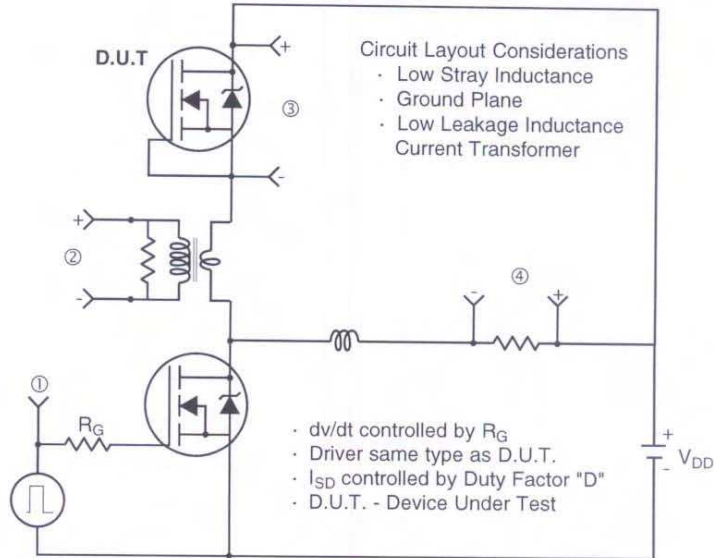 D.U.T
+
③
-
Circuit Layout Considerations
· Low Stray Inductance
· Ground Plane
· Low Leakage Inductance
Current Transformer
+
②
-
-
④
+
①
R_G
· dv/dt controlled by R_G
· Driver same type as D.U.T.
· I_SD controlled by Duty Factor "D"
· D.U.T. - Device Under Test
+
V_DD
-